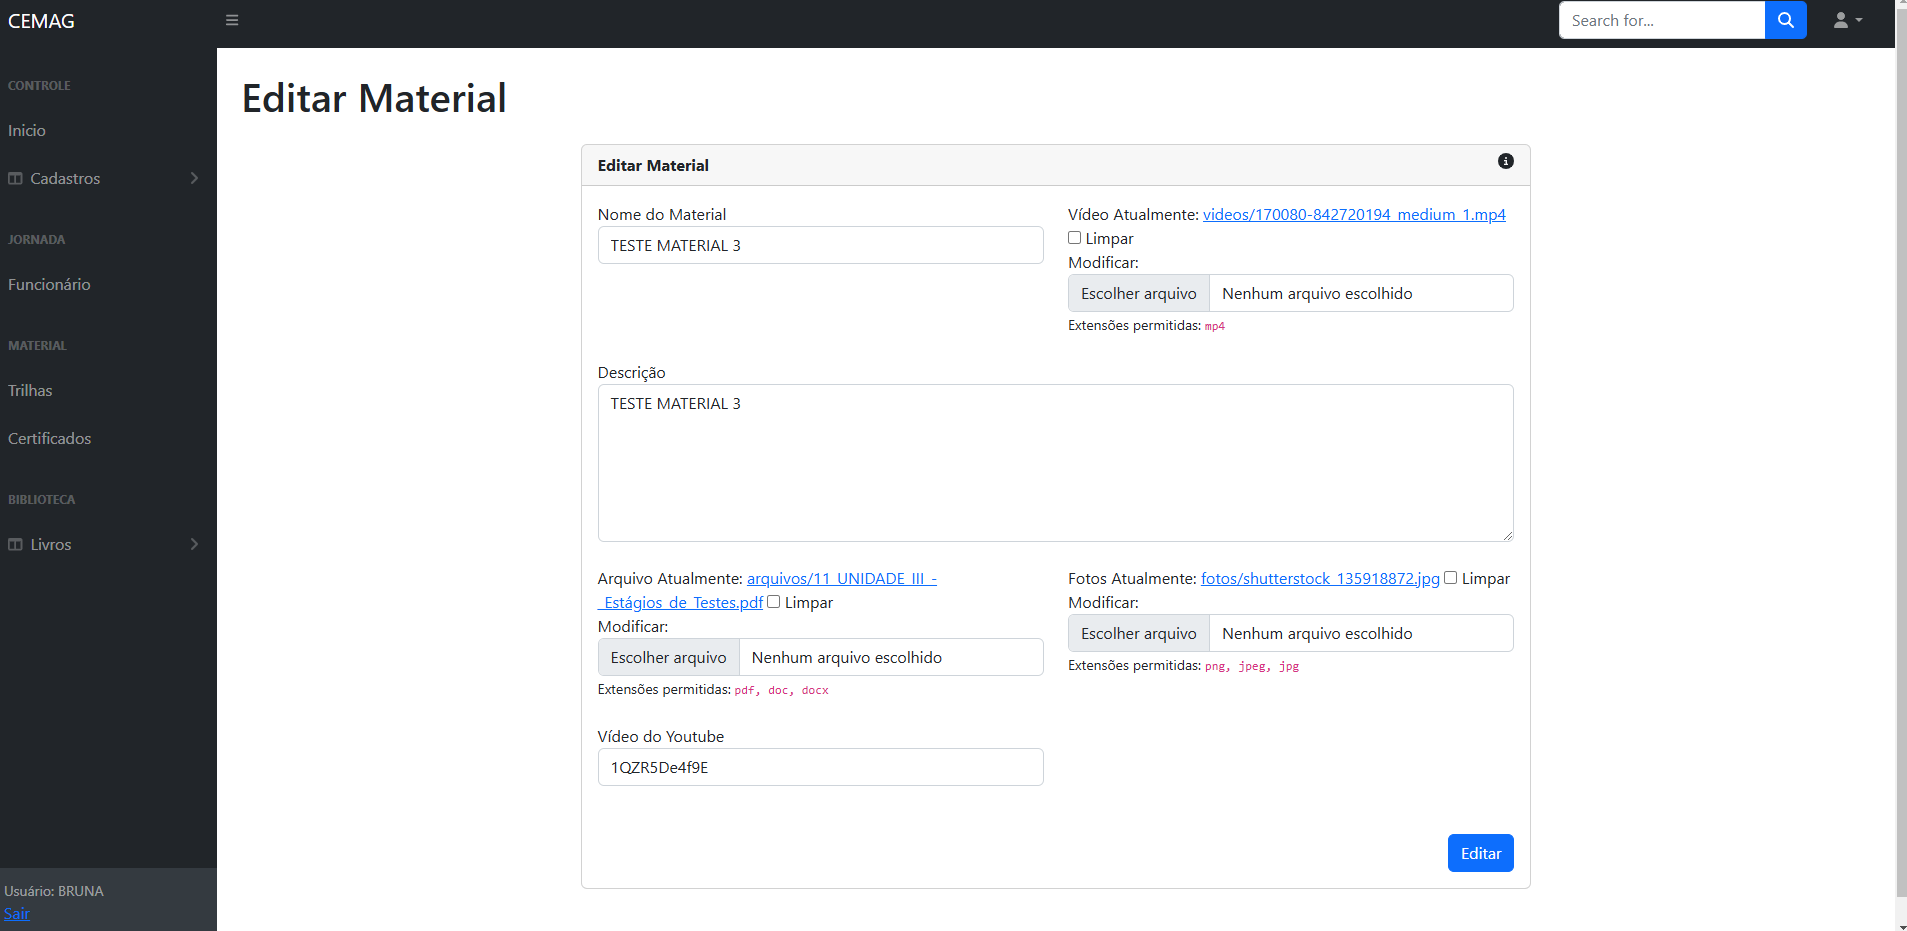 CEMAG
Search for...
CONTROLE
Inicio
Cadastros
JORNADA
Funcionário
MATERIAL
Trilhas
Certificados
BIBLIOTECA
Livros
Usuário: BRUNA
Sair
Editar Material
Editar Material
Nome do Material
TESTE MATERIAL 3
Vídeo Atualmente: videos/170080-842720194_medium_1.mp4
Limpar
Modificar:
Escolher arquivo Nenhum arquivo escolhido
Extensões permitidas: mp4
Descrição
TESTE MATERIAL 3
Arquivo Atualmente: arquivos/11_UNIDADE_III_-
_Estágios_de_Testes.pdf Limpar
Modificar:
Escolher arquivo Nenhum arquivo escolhido
Extensões permitidas: pdf, doc, docx
Fotos Atualmente: fotos/shutterstock_135918872.jpg Limpar
Modificar:
Escolher arquivo Nenhum arquivo escolhido
Extensões permitidas: png, jpeg, jpg
Vídeo do Youtube
1QZR5De4f9E
Editar